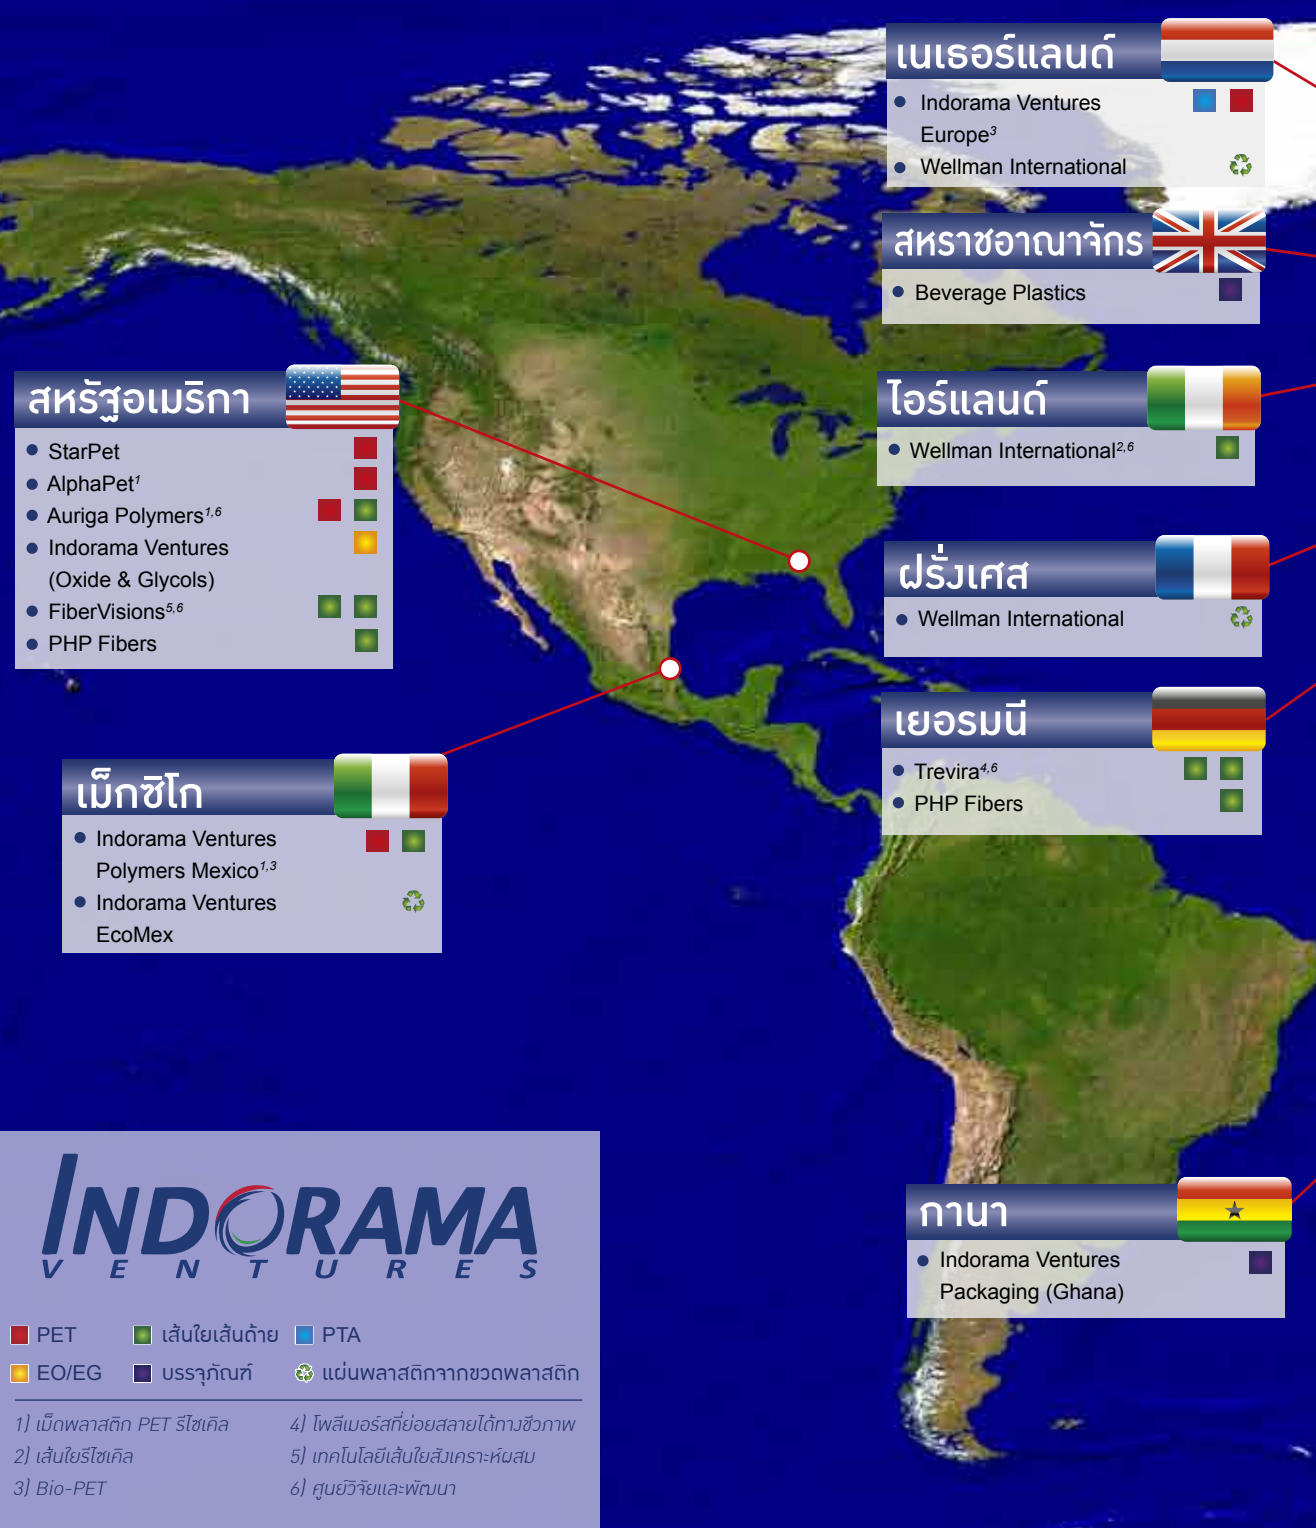 เนเธอร์แลนด์
Indorama Ventures
Europe3
Wellman International
สหราชอาณาจักร
Beverage Plastics
สหรัฐอเมริกา
StarPet
AlphaPet1
Auriga Polymers1,6
Indorama Ventures
(Oxide & Glycols)
FiberVisions5,6
PHP Fibers
ไอร์แลนด์
Wellman International2,6
ฝรั่งเศส
Wellman International
เยอรมนี
Trevira4,6
PHP Fibers
เม็กซิโก
Indorama Ventures
Polymers Mexico1,3
Indorama Ventures
EcoMex
กานา
Indorama Ventures
Packaging (Ghana)
INDORAMA
VENTURES
PET เส้นใยเส้นด้าย PTA
EO/EG บรรจุภัณฑ์ แผ่นพลาสติกจากขวดพลาสติก
1) เม็ดพลาสติก PET รีไซเคิล 4) โพลีเมอร์สที่ย่อยสลายได้ทางชีวภาพ
2) เส้นใยรีไซเคิล 5) เทคโนโลยีเส้นใยสังเคราะห์ผสม
3) Bio-PET 6) ศูนย์วิจัยและพัฒนา